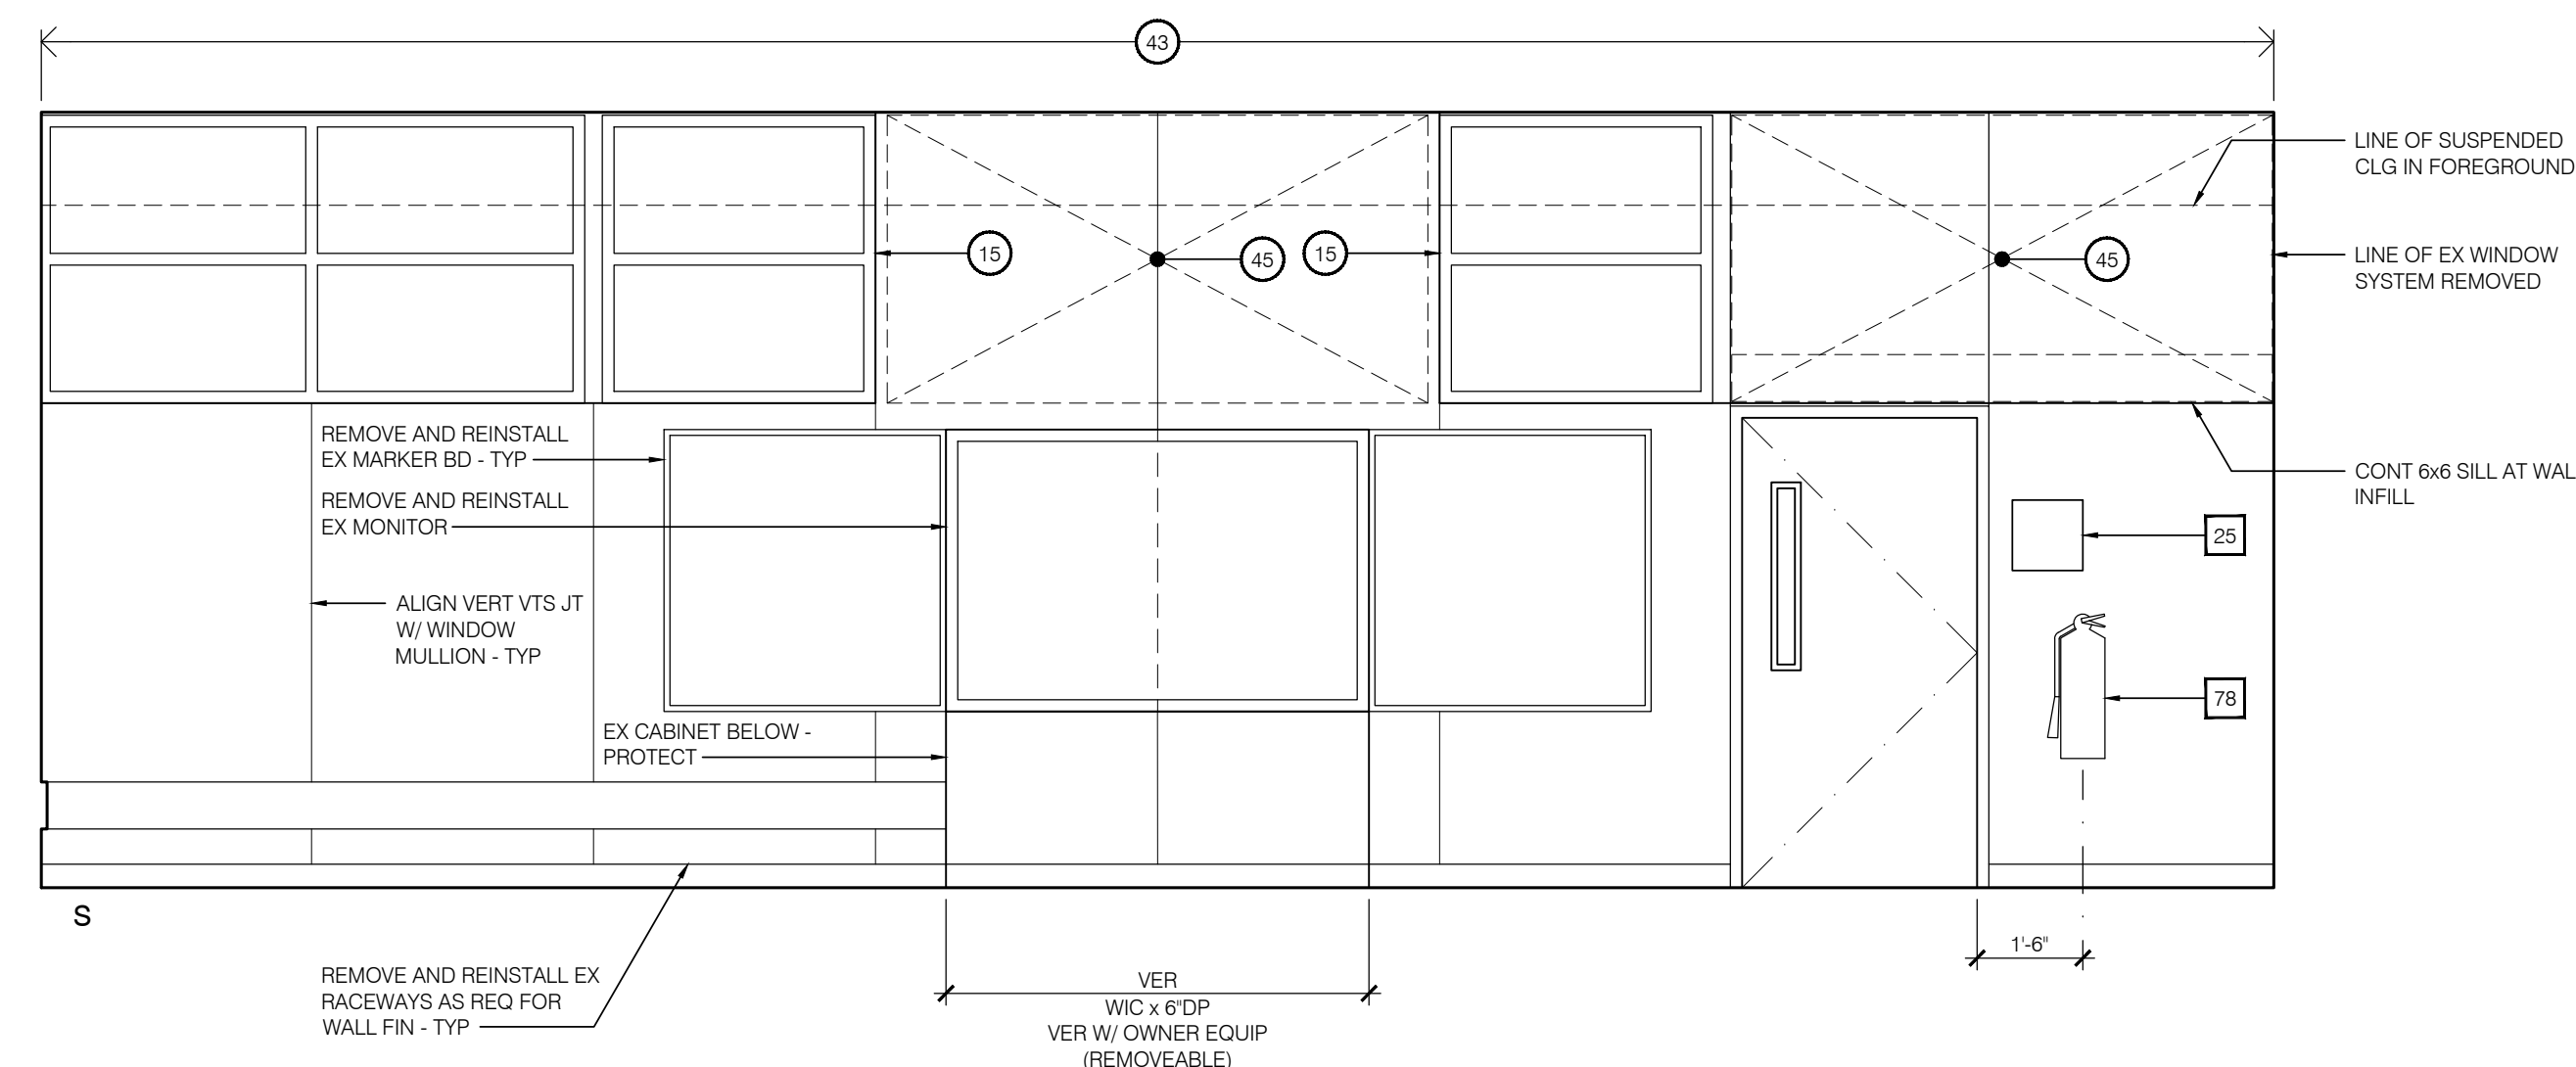 43
LINE OF SUSPENDED
CLG IN FOREGROUND
15
45
15
45
LINE OF EX WINDOW
SYSTEM REMOVED
REMOVE AND REINSTALL
EX MARKER BD - TYP
REMOVE AND REINSTALL
EX MONITOR
CONT 6x6 SILL AT WAL
INFILL
25
ALIGN VERT VTS JT
W/ WINDOW
MULLION - TYP
78
EX CABINET BELOW -
PROTECT
S
1'-6"
REMOVE AND REINSTALL EX
RACEWAYS AS REQ FOR
WALL FIN - TYP
VER
WIC x 6"DP
VER W/ OWNER EQUIP
(REMOVEABLE)